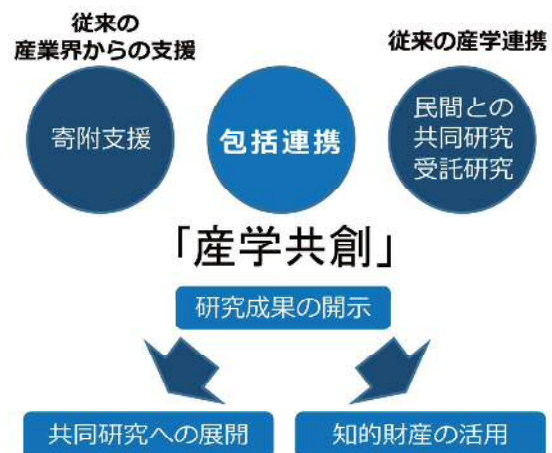 従来の
産業界からの支援
従来の産学連携
寄附支援
包括連携
民間との
共同研究
受託研究
「産学共創」
研究成果の開示
共同研究への展開
知的財産の活用